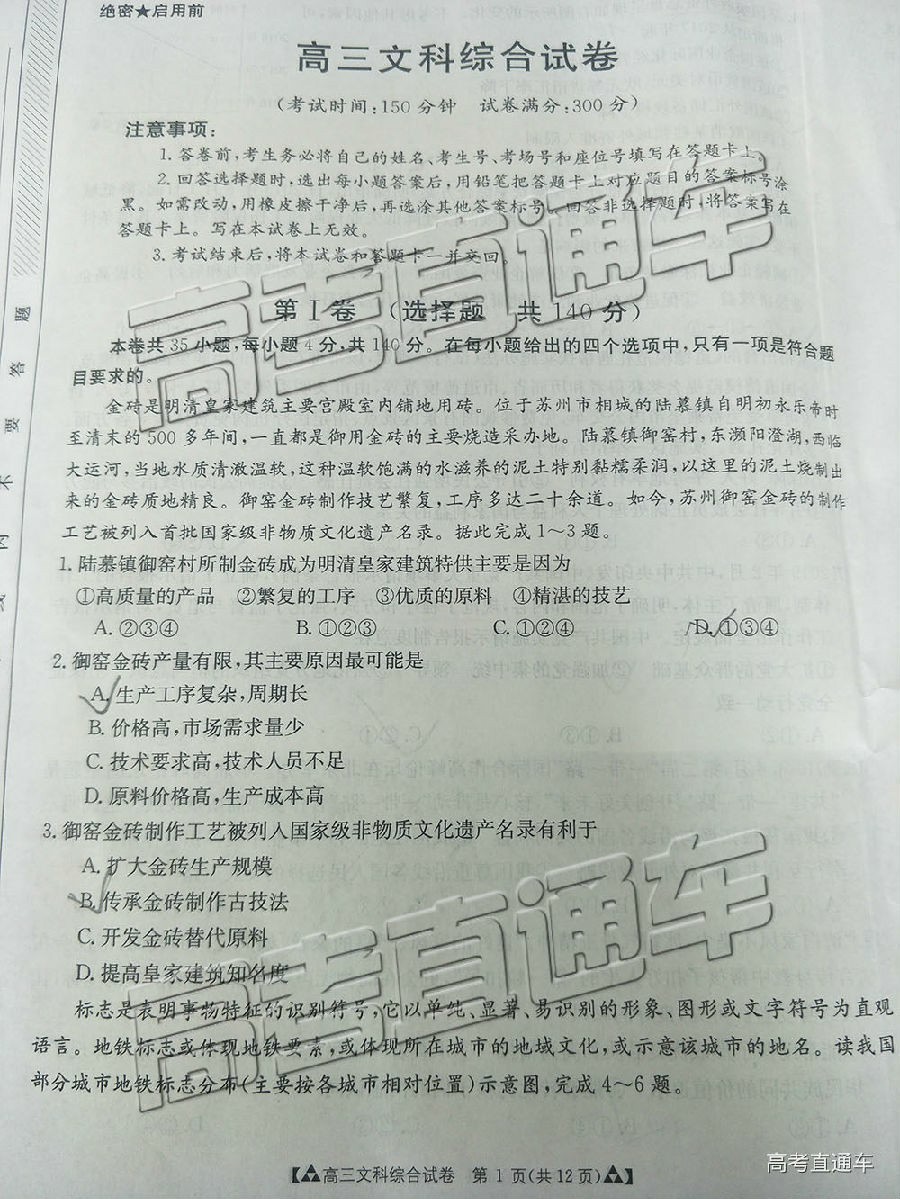 绝密★启用前
高三文科综合试卷
(考试时间:150分钟 试卷满分:300分)
注意事项:
1.答卷前,考生务必将自己的姓名、考生号、考场号和座位号填写在答题卡上。
2.回答选择题时,选出每小题答案后,用铅笔把答题卡上对应题目的答案标号涂
黑。如需改动,用橡皮擦干净后,再选涂其他答案标号。回答非选择题时,将答案写在
答题卡上。写在本试卷上无效。
3.考试结束后,将本试卷和答题卡一并交回。
第Ⅰ卷 (选择题 共140分)
本卷共35小题,每小题4分,共140分。在每小题给出的四个选项中,只有一项是符合题
目要求的。
金砖是明清皇家建筑主要宫殿室内铺地用砖。位于苏州市相城的陆慕镇自明初永乐帝时
至清末的500多年间,一直都是御用金砖的主要烧造采办地。陆慕镇御窑村,东濒阳澄湖,西临
大运河,当地水质清澈温软,这种温软饱满的水滋养的泥土特别黏糯柔润,以这里的泥土烧制出
来的金砖质地精良。御窑金砖制作技艺繁复,工序多达二十余道。如今,苏州御窑金砖的制作
工艺被列入首批国家级非物质文化遗产名录。据此完成1~3题。
1.陆慕镇御窑村所制金砖成为明清皇家建筑特供主要是因为
①高质量的产品 ②繁复的工序 ③优质的原料 ④精湛的技艺
A.②③④ B.①②③ C.①②④ D.①③④
2.御窑金砖产量有限,其主要原因最可能是
A.生产工序复杂,周期长
B.价格高,市场需求量少
C.技术要求高,技术人员不足
D.原料价格高,生产成本高
3.御窑金砖制作工艺被列入国家级非物质文化遗产名录有利于
A.扩大金砖生产规模
B.传承金砖制作古技法
C.开发金砖替代原料
D.提高皇家建筑知名度
标志是表明事物特征的识别符号,它以单纯、显著、易识别的形象、图形或文字符号为直观
语言。地铁标志或体现地铁要素,或体现所在城市的地域文化,或示意该城市的地名。读我国
部分城市地铁标志分布(主要按各城市相对位置)示意图,完成4~6题。
【高三文科综合试卷 第1页(共12页)】
题
答
要
不
内
高考直通车
高考直通车
高考直通车